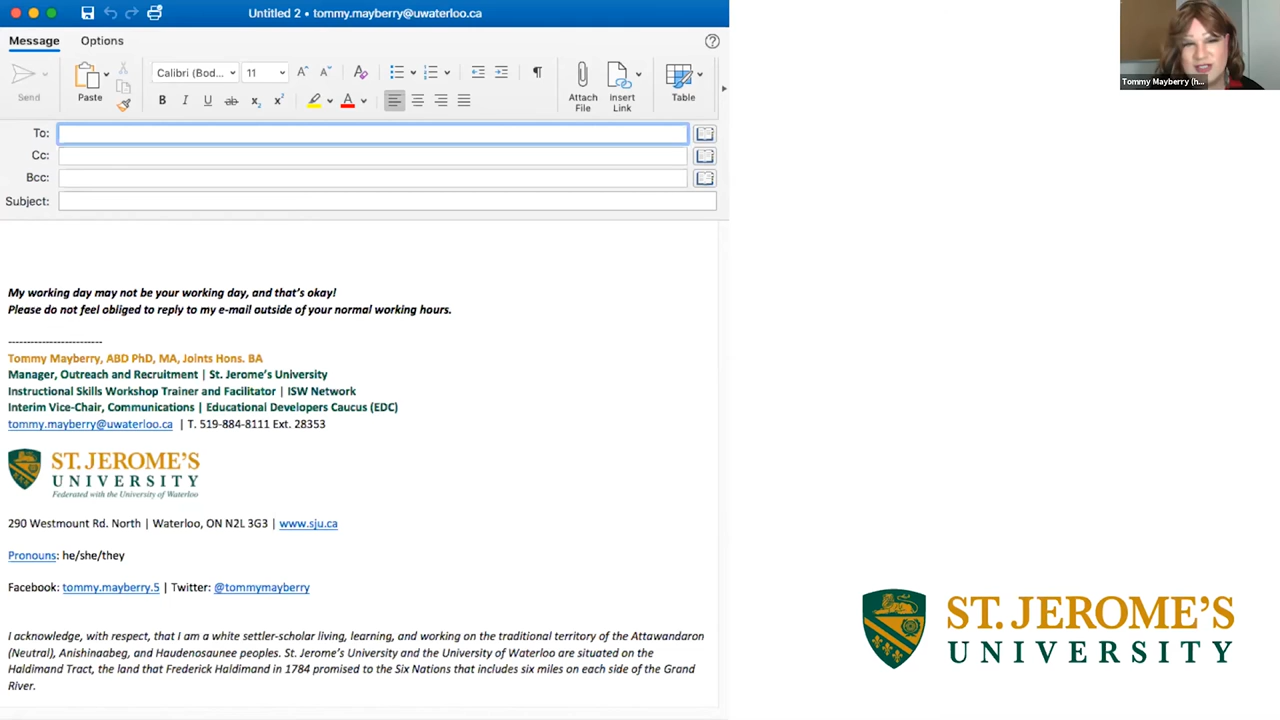 Untitled 2 • tommy.mayberry@uwaterloo.ca
Message Options
Send
Paste
Calibri (Bod... 11
Attach File
Insert Link
Table
To:
Cc:
Bcc:
Subject:
My working day may not be your working day, and that's okay!
Please do not feel obliged to reply to my e-mail outside of your normal working hours.
-------------------------
Tommy Mayberry, ABD PhD, MA, Joints Hons. BA
Manager, Outreach and Recruitment | St. Jerome's University
Instructional Skills Workshop Trainer and Facilitator | ISW Network
Interim Vice-Chair, Communications | Educational Developers Caucus (EDC)
tommy.mayberry@uwaterloo.ca | T. 519-884-8111 Ext. 28353
ST. JEROME'S
UNIVERSITY
Federated with the University of Waterloo
290 Westmount Rd. North | Waterloo, ON N2L 3G3 | www.sju.ca
Pronouns: he/she/they
Facebook: tommy.mayberry.5 | Twitter: @tommymayberry
I acknowledge, with respect, that I am a white settler-scholar living, learning, and working on the traditional territory of the Attawandaron
(Neutral), Anishinaabeg, and Haudenosaunee peoples. St. Jerome's University and the University of Waterloo are situated on the
Haldimand Tract, the land that Frederick Haldimand in 1784 promised to the Six Nations that includes six miles on each side of the Grand
River.
Tommy Mayberry (h...
ST. JEROME'S
UNIVERSITY